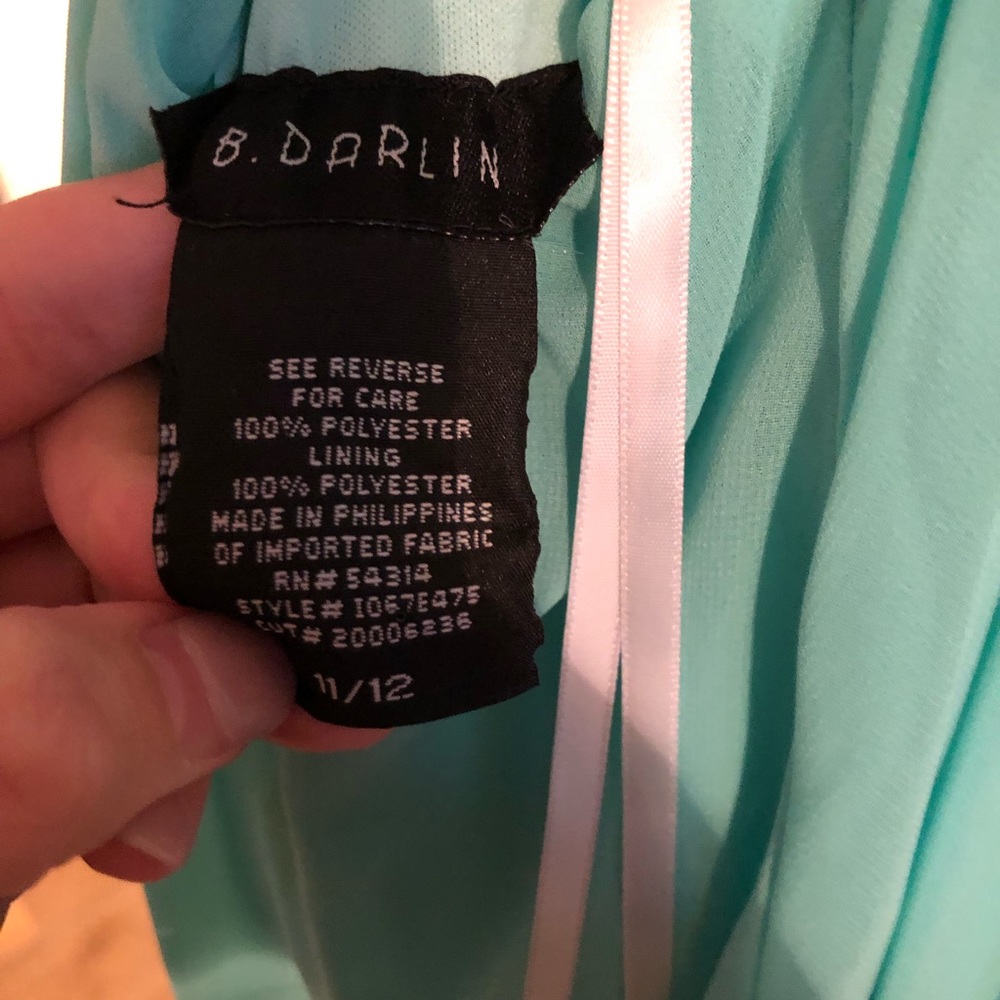 B. DARLIN
SEE REVERSE
FOR CARE
100% POLYESTER
LINING
100% POLYESTER
MADE IN PHILIPPINES
OF IMPORTED FABRIC
RN# 54314
STYLE# I067E475
CUT# 20006236
11/12